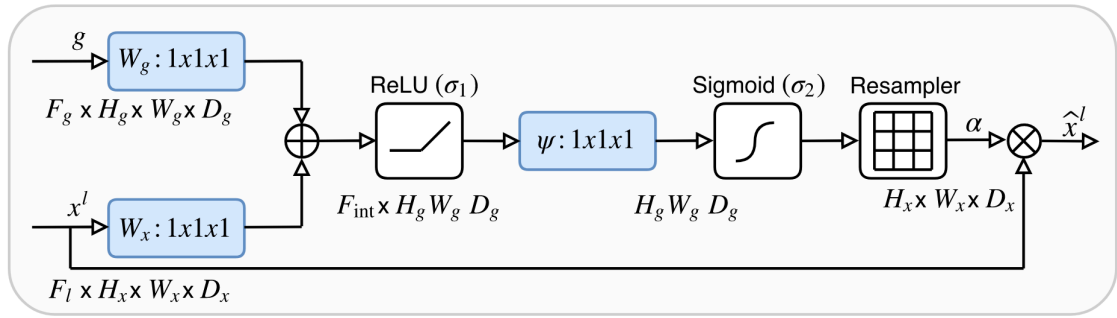 g
W_g : 1x1x1
F_g x H_g x W_g x D_g
x^l
W_x : 1x1x1
F_l x H_x x W_x x D_x
ReLU (σ_1)
F_int x H_g W_g D_g
ψ : 1x1x1
H_g W_g D_g
Sigmoid (σ_2)
Resampler
H_x x W_x x D_x
α
x̂^l